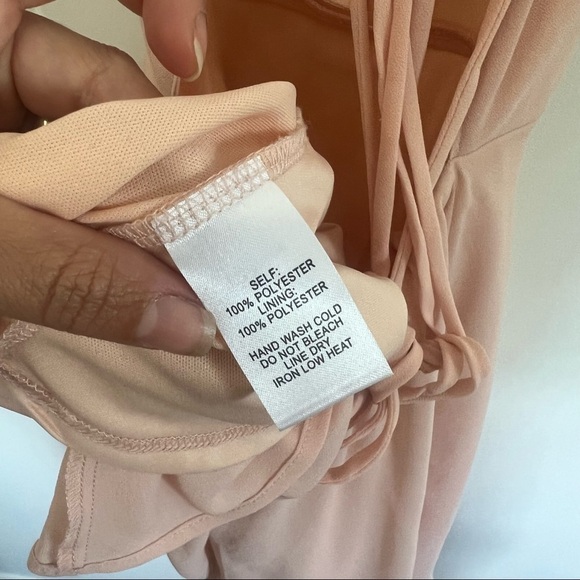 SELF:
100% POLYESTER
LINING:
100% POLYESTER
HAND WASH COLD
DO NOT BLEACH
LINE DRY
IRON LOW HEAT